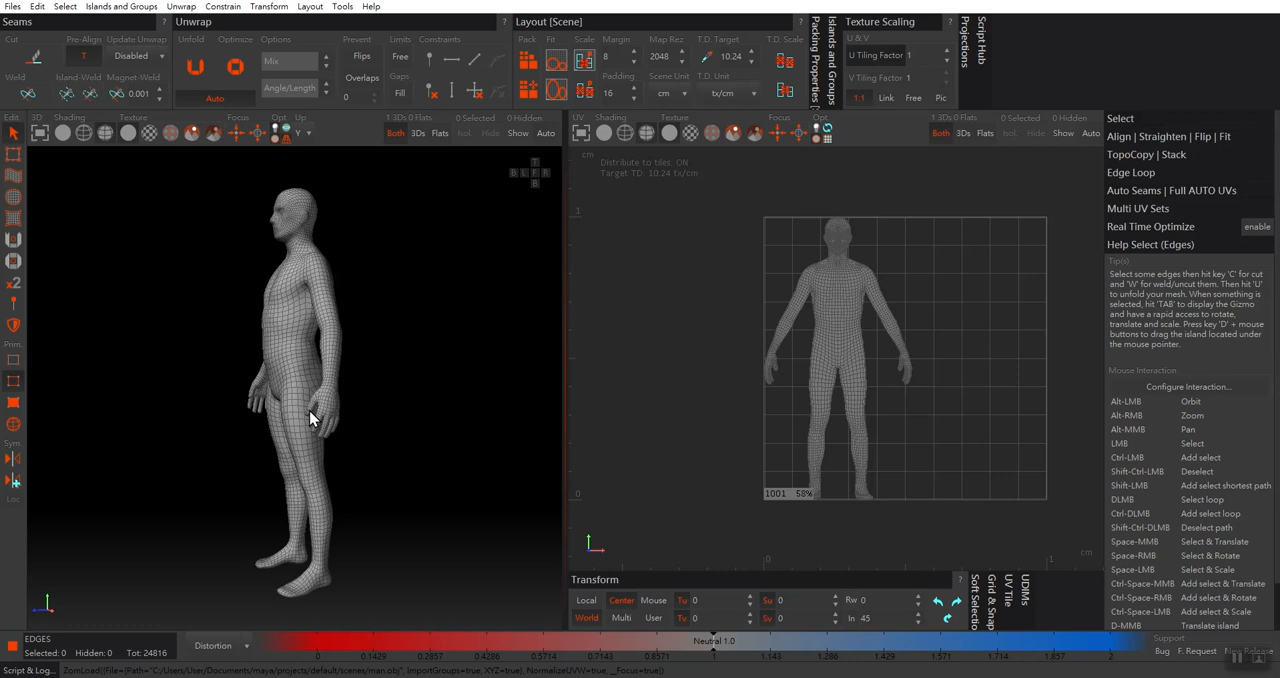 Files Edit Select Islands and Groups Unwrap Constrain Transform Layout Tools Help
Seams ? Unwrap ? Layout [Scene] ? Texture Scaling ?
Cut Pre-Align Update Unwrap Unfold Optimize Options Prevent Limits Constraints Pack Fit Scale Margin Map Rez T.D. Target T.D. Scale U & V
T Disabled Mix Flips Free 8 2048 10.24 U Tiling Factor 1
Weld Island-Weld Magnet-Weld Overlaps Gaps Padding Scene Unit T.D. Unit V Tiling Factor 1
0.001 Auto Angle/Length 0 Fill 16 cm tx/cm 1:1 Link Free Pic
Packing Properties [
Islands and Groups
Projections
Script Hub
Edit 3D Shading Texture Focus Opt Up 1 3DS 0 Flats 0 Selected 0 Hidden
Y Both 3Ds Flats Isol. Hide Show Auto
UV Shading Texture Focus Opt. 1 3DS 0 Flats 0 Selected 0 Hidden
Both 3Ds Flats Isol. Hide Show Auto
T
B L F R
B
cm
Distribute to tiles: ON
Target TD: 10.24 tx/cm
1
0
1001 58%
0 1 cm
x2
Prim.
Sym.
Loc
Select
Align | Straighten | Flip | Fit
TopoCopy | Stack
Edge Loop
Auto Seams | Full AUTO UVs
Multi UV Sets
Real Time Optimize enable
Help Select (Edges)
Tip(s)
Select some edges then hit key 'C' for cut
and 'W' for weld/uncut them. Then hit 'U'
to unfold your mesh. When something is
selected, hit 'TAB' to display the Gizmo
and have a rapid access to rotate,
translate and scale. Press key 'D' + mouse
buttons to drag the island located under
the mouse pointer.
Mouse Interaction
Configure Interaction...
Alt-LMB Orbit
Alt-RMB Zoom
Alt-MMB Pan
LMB Select
Ctrl-LMB Add select
Shift-Ctrl-LMB Deselect
Shift-LMB Add select shortest path
DLMB Select loop
Ctrl-DLMB Add select loop
Shift-Ctrl-DLMB Deselect path
Space-MMB Select & Translate
Space-RMB Select & Rotate
Space-LMB Select & Scale
Ctrl-Space-MMB Add select & Translate
Ctrl-Space-RMB Add select & Rotate
Ctrl-Space-LMB Add select & Scale
D-MMB Translate island
Transform ?
Local Center Mouse Tu 0 Su 0 Rw 0
World Multi User Tv 0 Sv 0 In 45
Soft Selection
Grid & Snap
UV Tile
UDIMs
EDGES
Selected: 0 Hidden: 0 Tot: 24816
Distortion
Neutral 1.0
0 0.2857 0.4286 0.5714 0.8571 1 1.143 1.286 1.429 1.571 1.714 1.857 2
Support
Bug F. Request New Release
Script & Log... ZomLoad({File={Path="C:/Users/User/Documents/maya/projects/default/scenes/man.obj", ImportGroups=true, XYZ=true}, NormalizeUVW=true, __Focus=true})